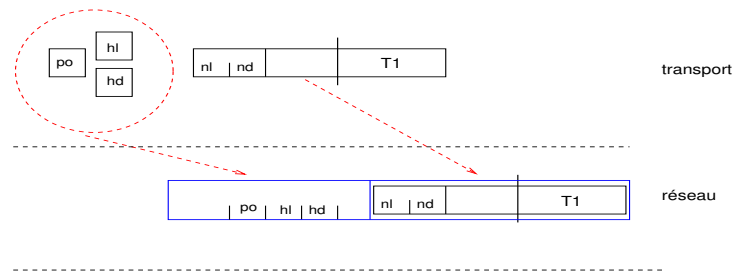 hl
po
hd
nl nd T1
transport
po hl hd nl nd T1
réseau